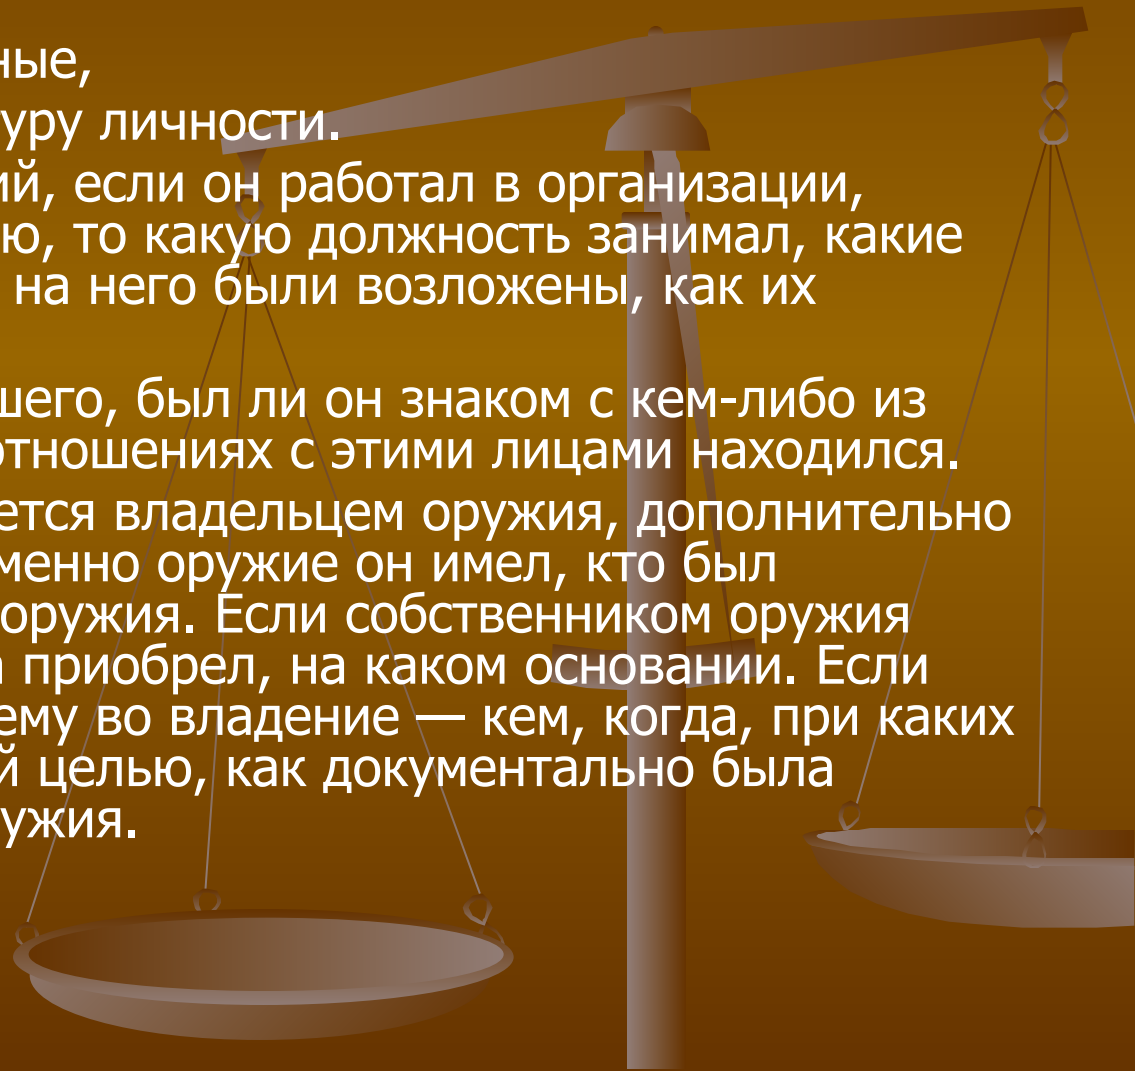 ные,
уру личности.
ий, если он работал в организации,
ю, то какую должность занимал, какие
на него были возложены, как их
шего, был ли он знаком с кем-либо из
отношениях с этими лицами находился.
ется владельцем оружия, дополнительно
менно оружие он имел, кто был
оружия. Если собственником оружия
приобрел, на каком основании. Если
ему во владение — кем, когда, при каких
й целью, как документально была
ужия.